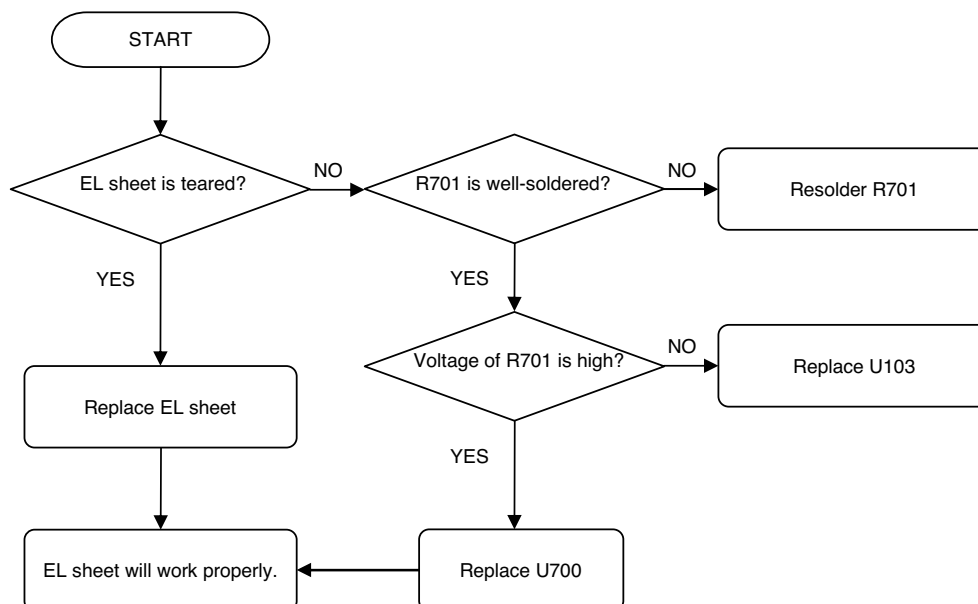 START
EL sheet is teared?
NO
R701 is well-soldered?
NO
Resolder R701
YES
YES
Voltage of R701 is high?
NO
Replace U103
Replace EL sheet
YES
EL sheet will work properly.
Replace U700